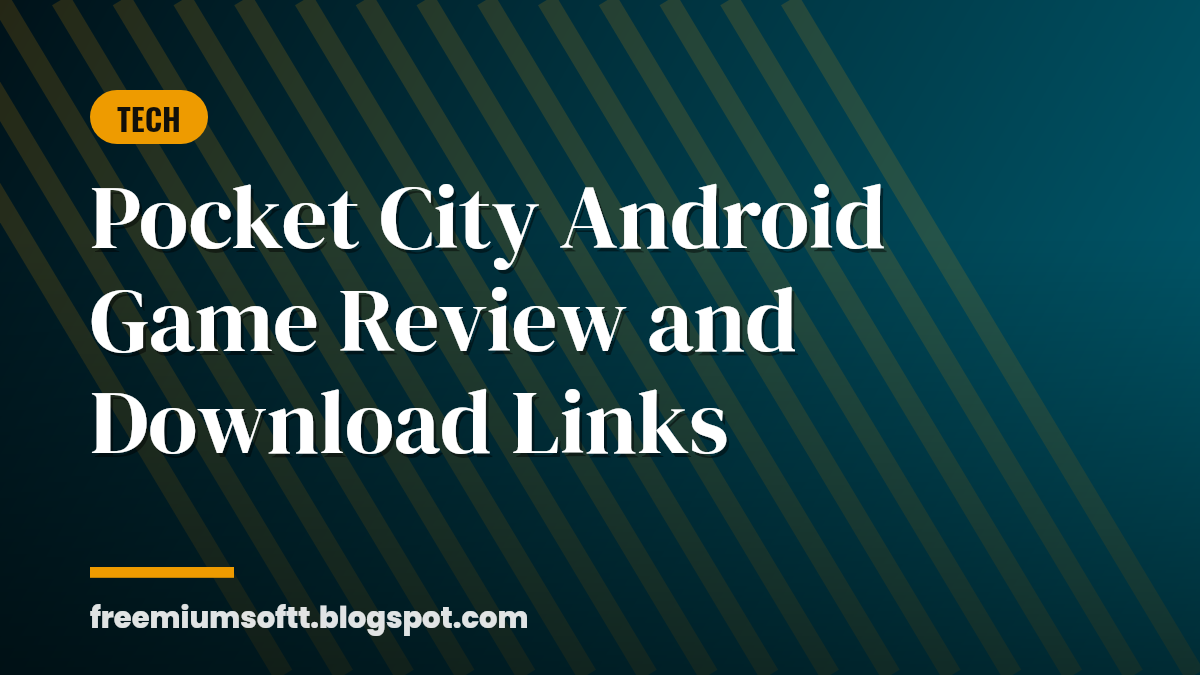 TECH
Pocket City Android
Game Review and
Download Links
freemiumsoftt.blogspot.com